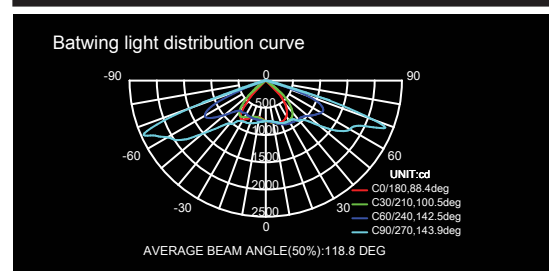 Batwing light distribution curve
-90 0 90
500
1000
-60 1500 60
UNIT:cd
2000 C0/180,88.4deg
-30 2500 30 C30/210,100.5deg
0 C60/240,142.5deg
C90/270,143.9deg
AVERAGE BEAM ANGLE(50%):118.8 DEG